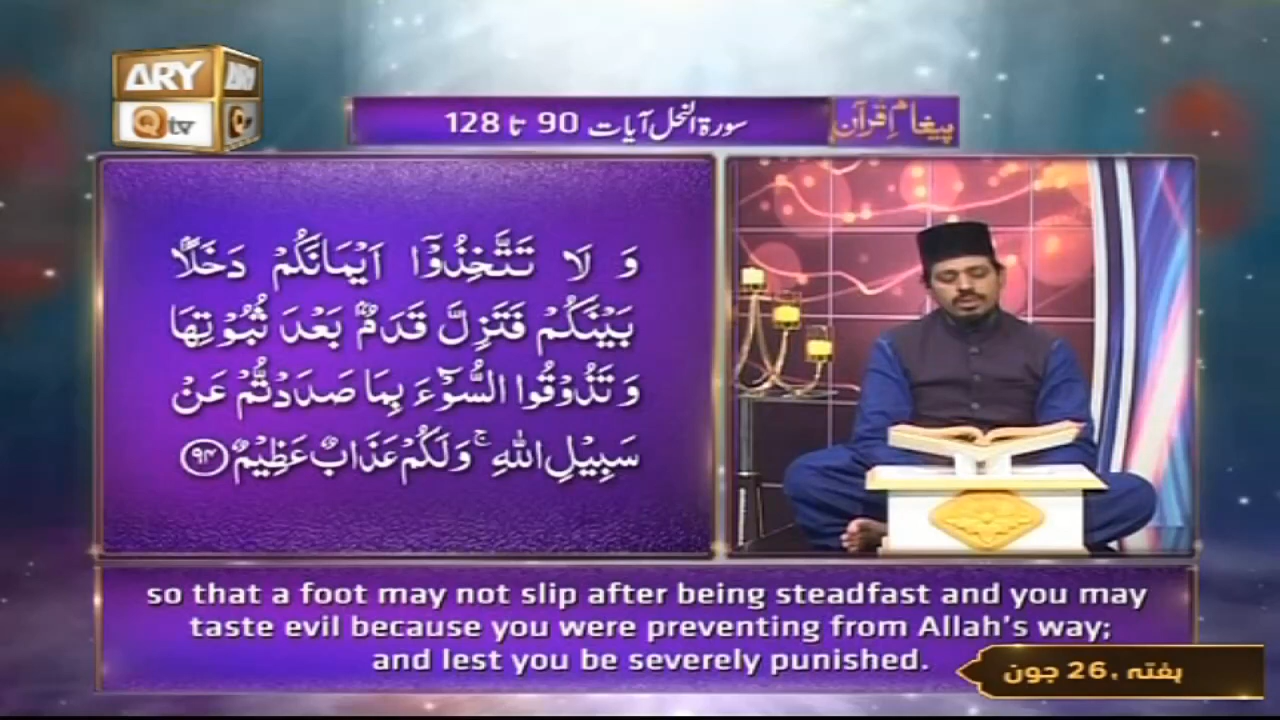 ARY
ARY
Qtv
سورۃ النحل آیات 90 تا 128
پیغامِ قرآن
وَ لَا تَتَّخِذُوْۤا اَيْمَانَكُمْ دَخَلًۢا
بَيْنَكُمْ فَتَزِلَّ قَدَمٌۢ بَعْدَ ثُبُوْتِهَا
وَ تَذُوْقُوا السُّوْٓءَ بِمَا صَدَدْتُّمْ عَنْ
سَبِيْلِ اللّٰهِ ۚ وَلَكُمْ عَذَابٌ عَظِيْمٌ ۹۴
so that a foot may not slip after being steadfast and you may
taste evil because you were preventing from Allah's way;
and lest you be severely punished.
ہفتہ ،26 جون